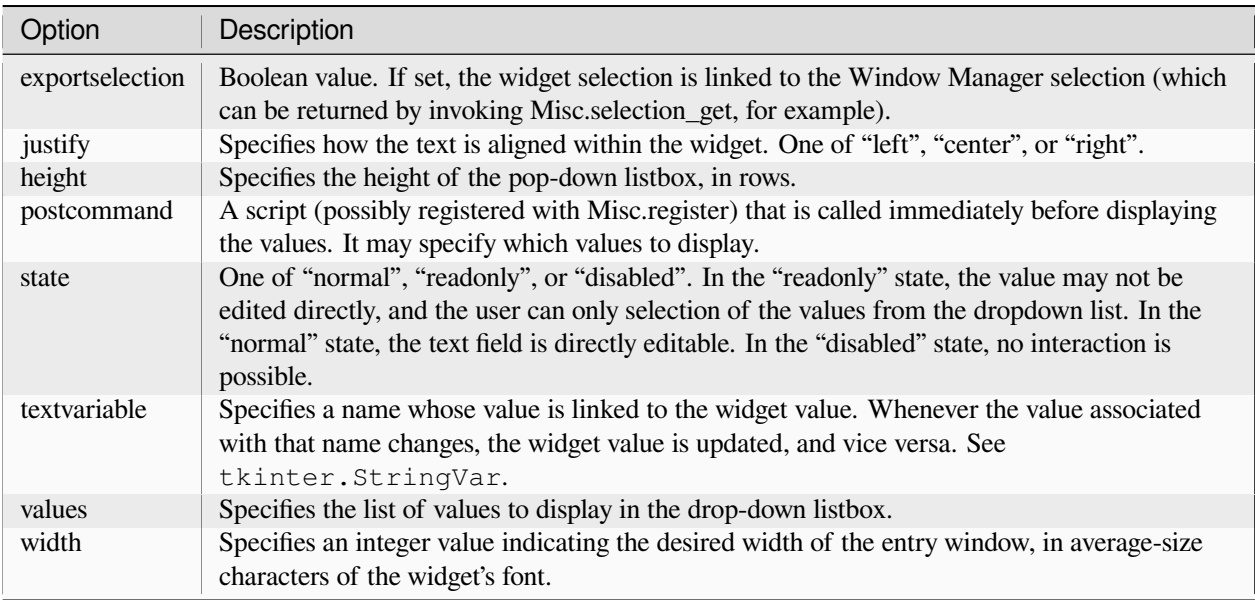 Option Description
exportselection Boolean value. If set, the widget selection is linked to the Window Manager selection (which
can be returned by invoking Misc.selection_get, for example).
justify Specifies how the text is aligned within the widget. One of “left”, “center”, or “right”.
height Specifies the height of the pop-down listbox, in rows.
postcommand A script (possibly registered with Misc.register) that is called immediately before displaying
the values. It may specify which values to display.
state One of “normal”, “readonly”, or “disabled”. In the “readonly” state, the value may not be
edited directly, and the user can only selection of the values from the dropdown list. In the
“normal” state, the text field is directly editable. In the “disabled” state, no interaction is
possible.
textvariable Specifies a name whose value is linked to the widget value. Whenever the value associated
with that name changes, the widget value is updated, and vice versa. See
tkinter.StringVar.
values Specifies the list of values to display in the drop-down listbox.
width Specifies an integer value indicating the desired width of the entry window, in average-size
characters of the widget’s font.